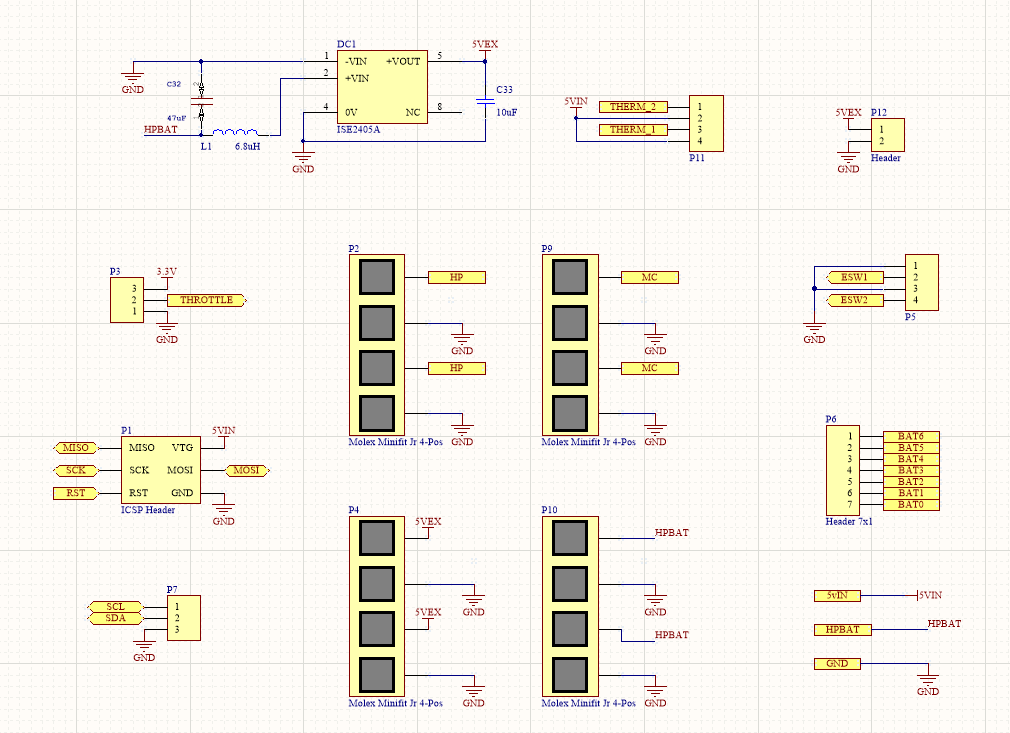 DC1
1 -VIN +VOUT 5
2 +VIN
4 0V NC 8
ISE2405A
5VEX
C33
10uF
GND
C32
47uF
HPBAT
L1 6.8uH
GND
GND
5VIN
THERM_2
THERM_1
1
2
3
4
P11
5VEX
P12
1
2
Header
GND
P3
3.3V
3
2
1
THROTTLE
GND
P2
HP
GND
HP
GND
Molex Minifit Jr 4-Pos
P9
MC
GND
MC
GND
Molex Minifit Jr 4-Pos
1
2
3
4
ESW1
ESW2
P5
GND
P1
5VIN
MISO MISO VTG
SCK SCK MOSI MOSI
RST RST GND
ICSP Header
GND
P6
1 BAT6
2 BAT5
3 BAT4
4 BAT3
5 BAT2
6 BAT1
7 BAT0
Header 7x1
P4
5VEX
GND
5VEX
GND
Molex Minifit Jr 4-Pos
P10
HPBAT
GND
HPBAT
GND
Molex Minifit Jr 4-Pos
P7
SCL 1
SDA 2
3
GND
5vIN 5VIN
HPBAT HPBAT
GND
GND